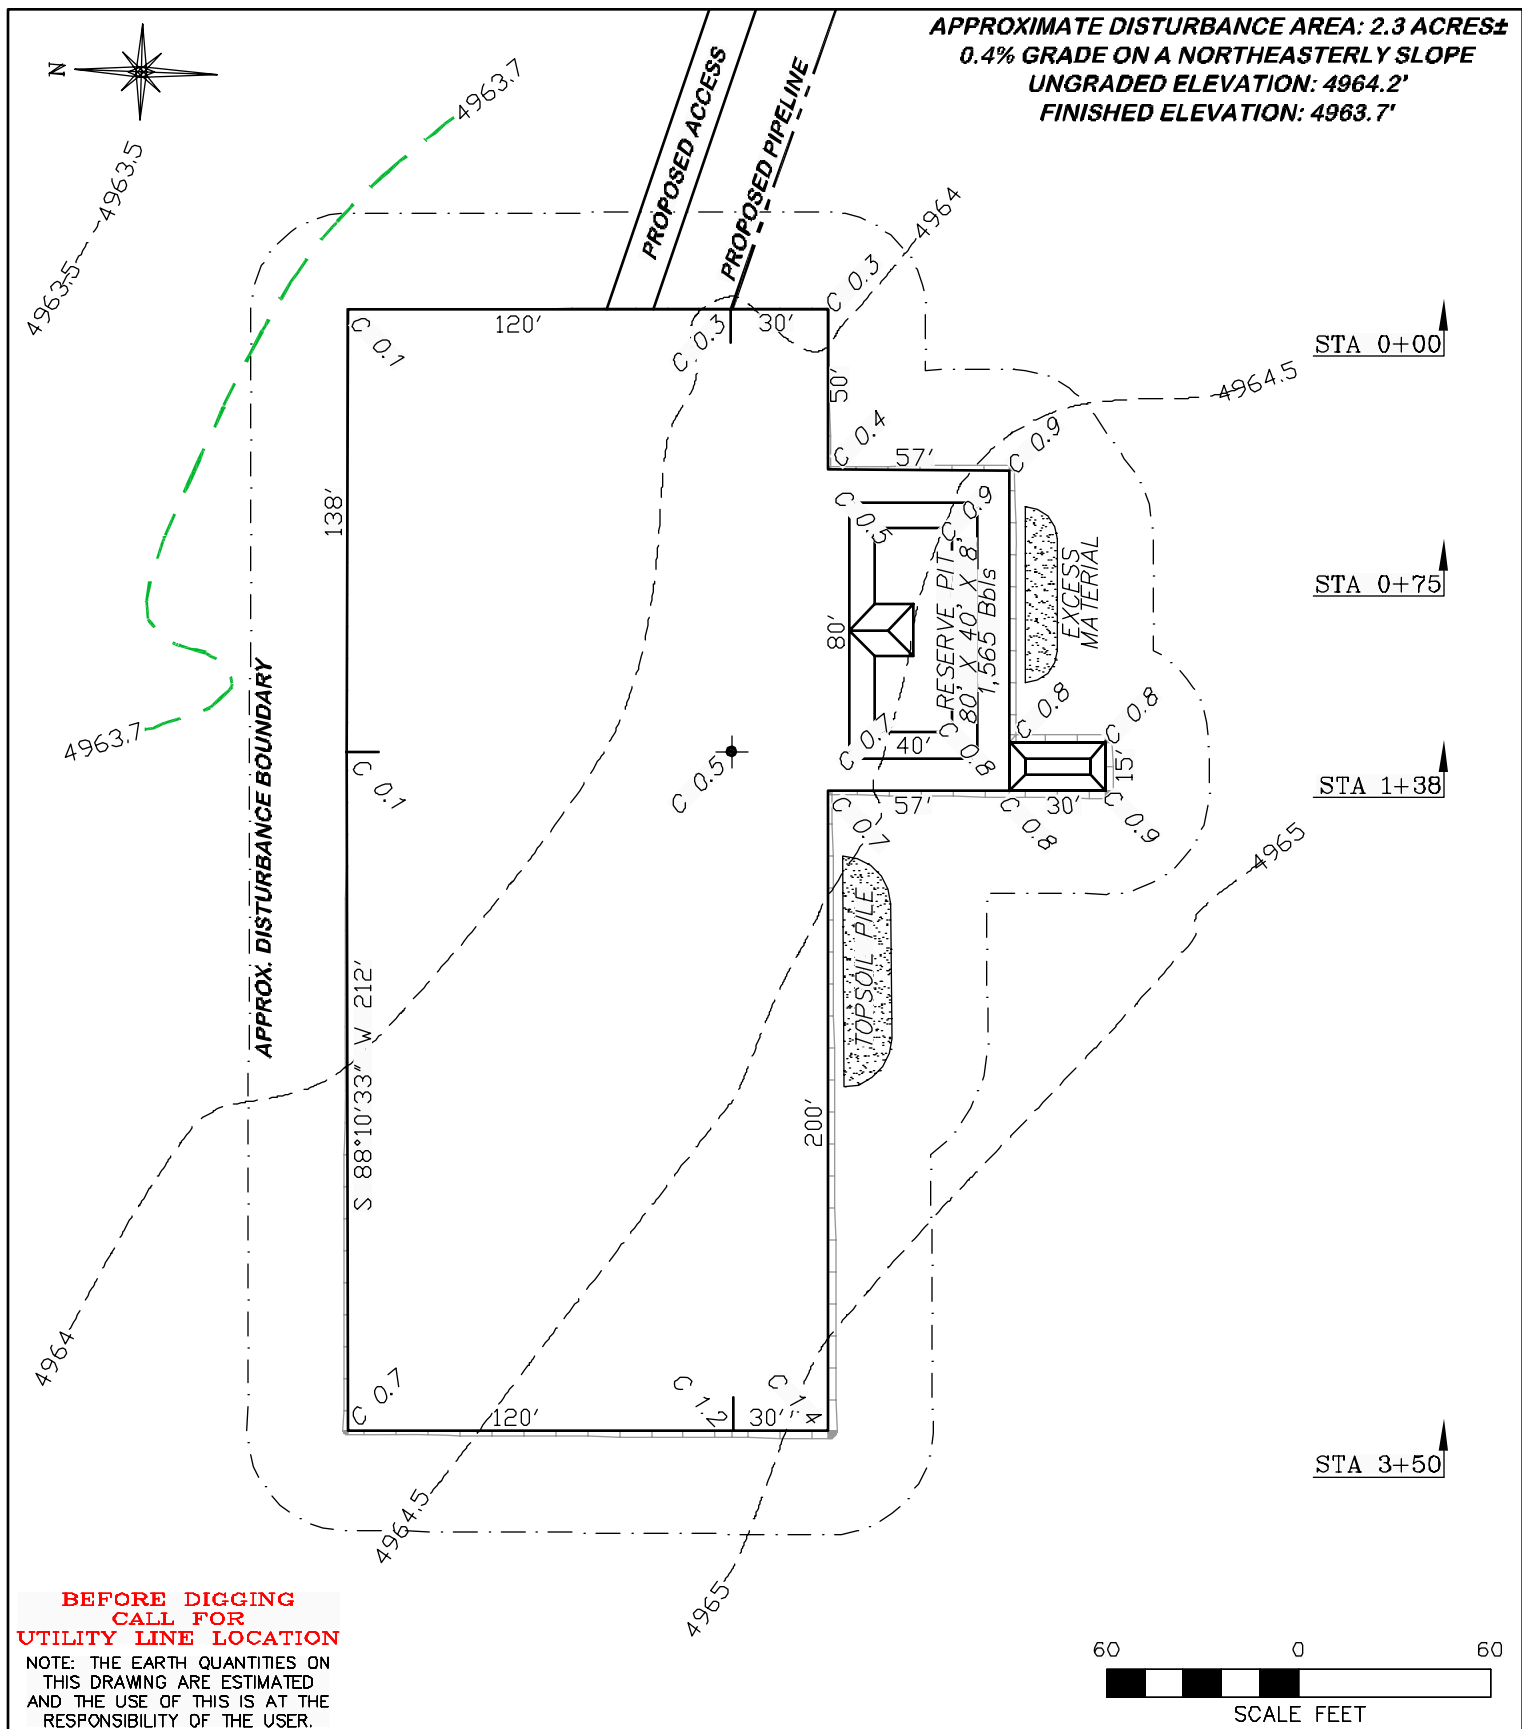 APPROXIMATE DISTURBANCE AREA: 2.3 ACRES±
0.4% GRADE ON A NORTHEASTERLY SLOPE
UNGRADED ELEVATION: 4964.2'
FINISHED ELEVATION: 4963.7'
N
4963.7
4963.5
4963.5
PROPOSED ACCESS
PROPOSED PIPELINE
4964
C 0.3
120'
C 0.3
30'
C 0.1
STA 0+00
50'
4964.5
C 0.4
57'
C 0.9
138'
C 0.5
C 0.9
RESERVE PIT
80' X 40' X 8'
1,565 Bbls
EXCESS
MATERIAL
STA 0+75
80'
APPROX. DISTURBANCE BOUNDARY
4963.7
C 0.7
40'
C 0.8
C 0.8
C 0.8
15'
STA 1+38
C 0.1
C 0.5
C 0.7
57'
C 0.8
30'
C 0.9
4965
TOPSOIL PILE
S 88°10'33" W 212'
200'
4964
C 0.7
120'
C 1.2
30'
C 1.4
STA 3+50
4964.5
4965
BEFORE DIGGING
CALL FOR
UTILITY LINE LOCATION
NOTE: THE EARTH QUANTITIES ON
THIS DRAWING ARE ESTIMATED
AND THE USE OF THIS IS AT THE
RESPONSIBILITY OF THE USER.
60 0 60
SCALE FEET